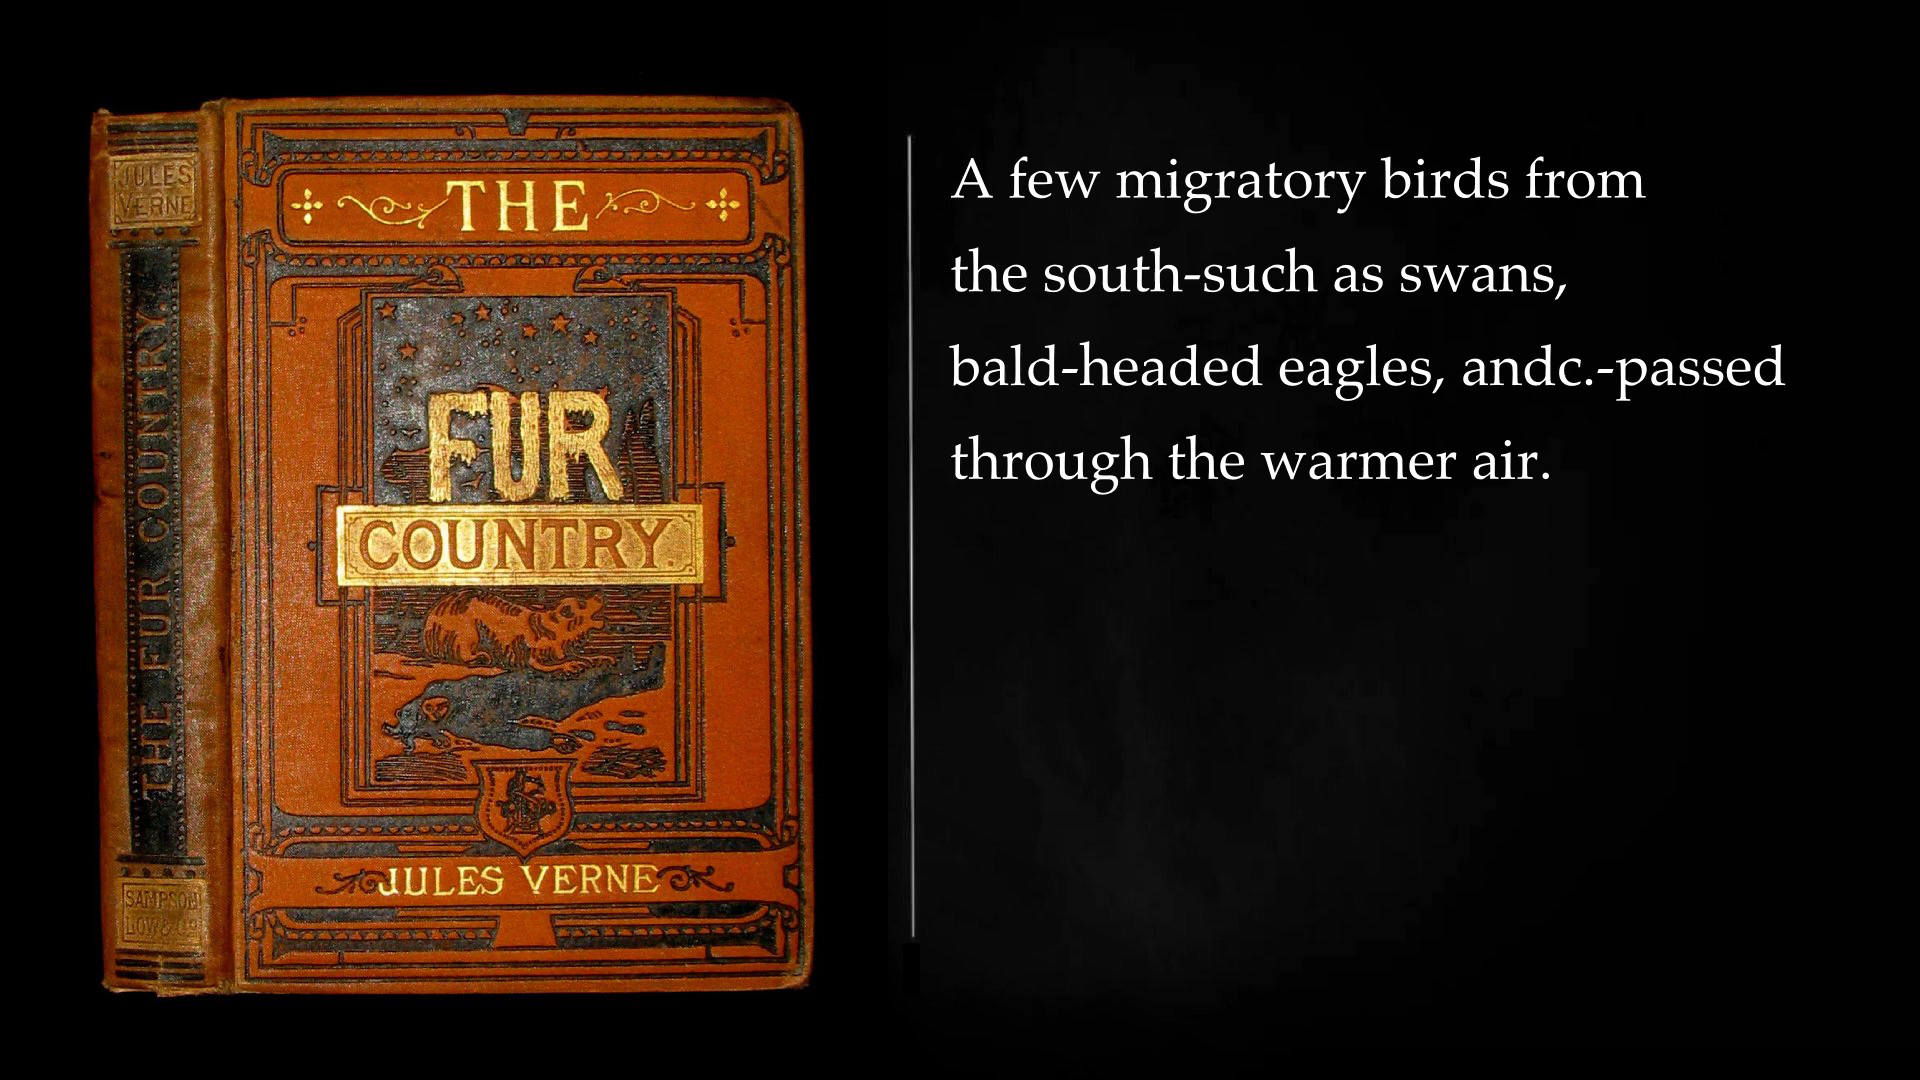 JULES
VERNE
THE FUR COUNTRY.
SAMPSON
LOW & Co
THE
FUR
COUNTRY.
JULES VERNE
A few migratory birds from
the south-such as swans,
bald-headed eagles, andc.-passed
through the warmer air.